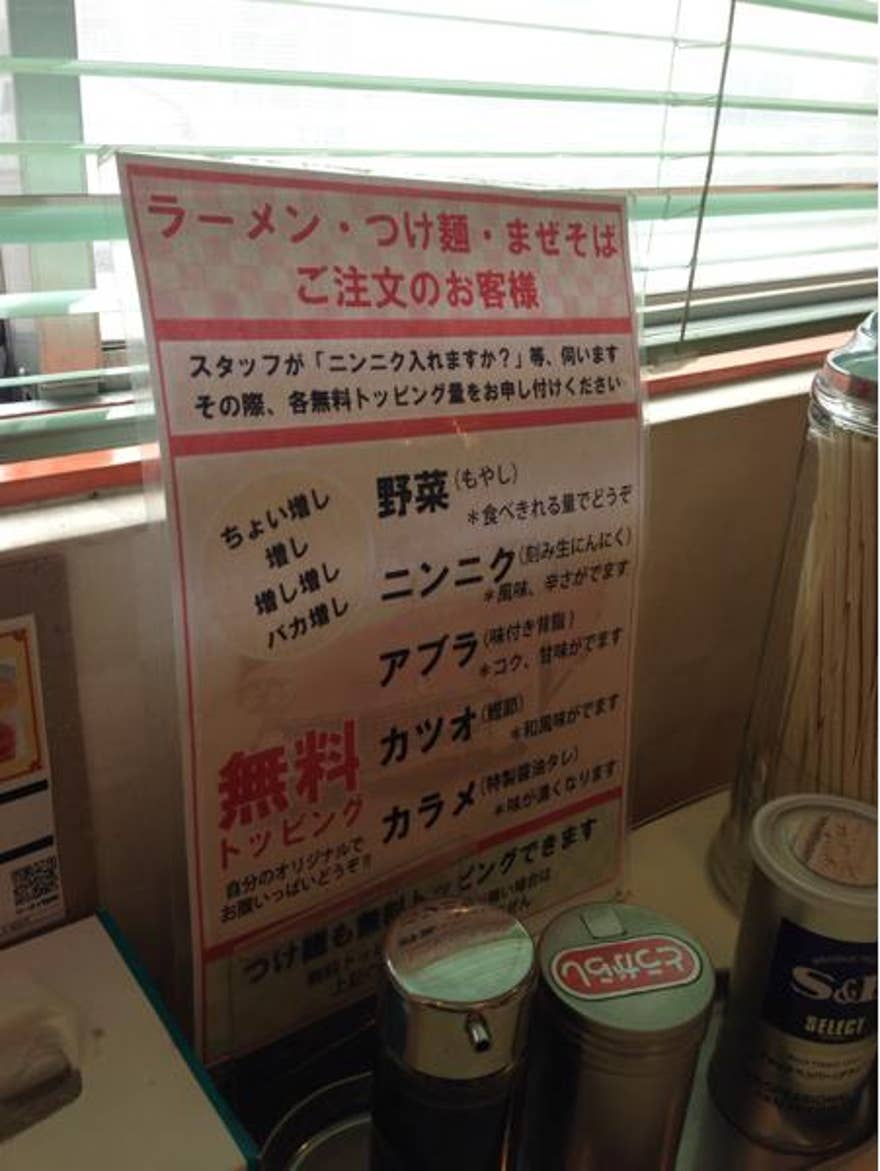 ラーメン・つけ麺・まぜそば
ご注文のお客様
スタッフが「ニンニク入れますか?」等、伺います
その際、各無料トッピング量をお申し付けください
ちょい増し
増し
増し増し
バカ増し
野菜(もやし)
*食べきれる量でどうぞ
ニンニク(刻み生にんにく)
*風味、辛さがでます
アブラ(味付き背脂)
*コク、甘味がでます
カツオ(鰹節)
*和風味がでます
カラメ(特製醤油タレ)
*味が濃くなります
無料
トッピング
自分のオリジナルで
お腹いっぱいどうぞ!!
つけ麺も無料トッピングできます
とうがらし
S&B
SELECT